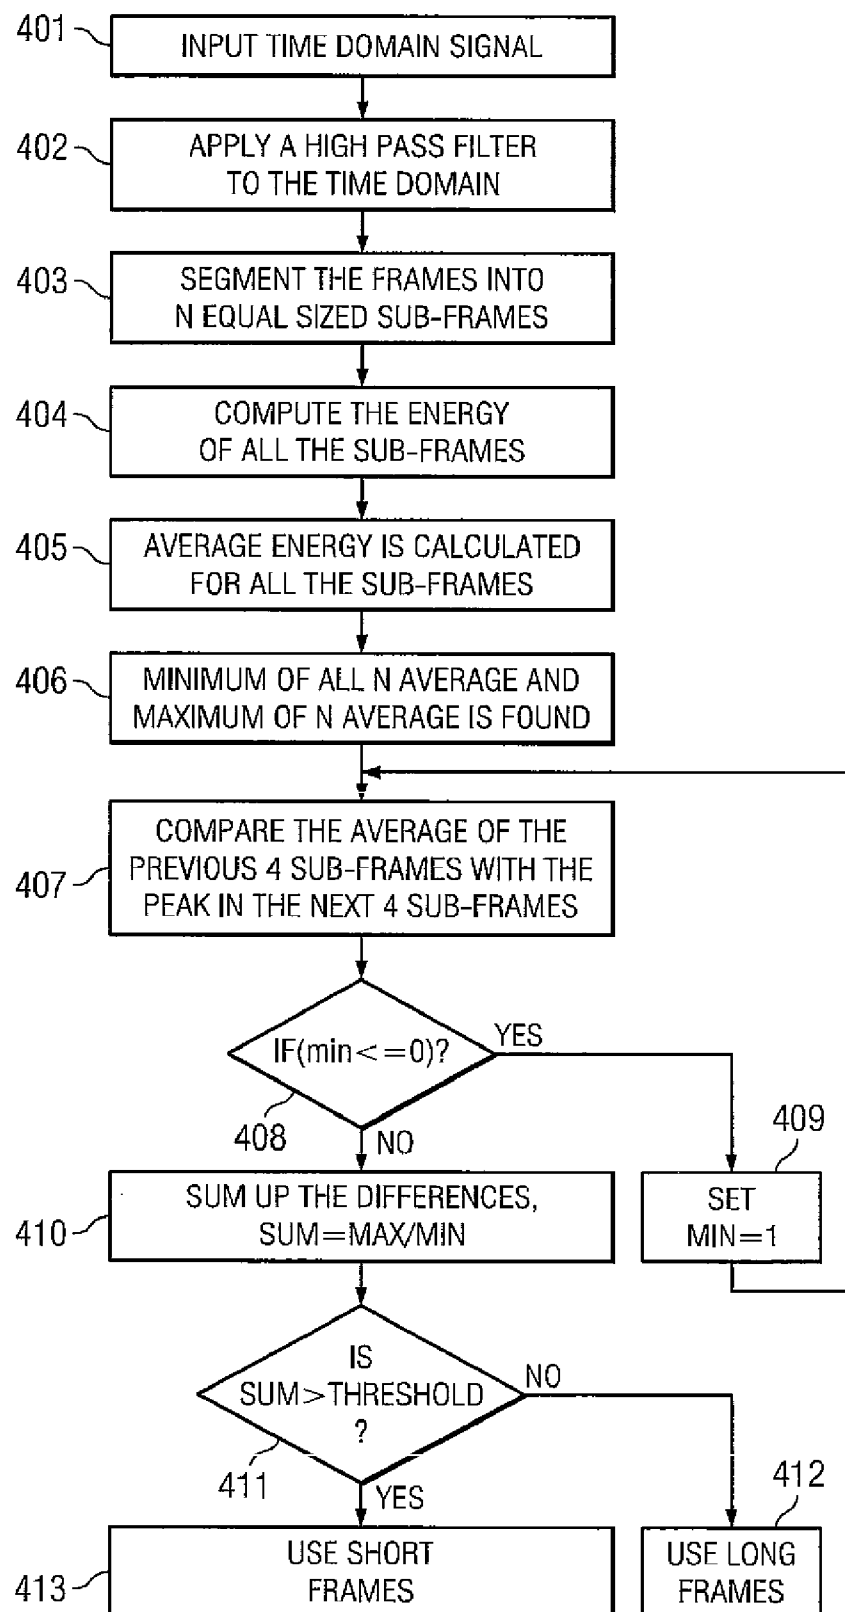 401
INPUT TIME DOMAIN SIGNAL
402
APPLY A HIGH PASS FILTER
TO THE TIME DOMAIN
403
SEGMENT THE FRAMES INTO
N EQUAL SIZED SUB-FRAMES
404
COMPUTE THE ENERGY
OF ALL THE SUB-FRAMES
405
AVERAGE ENERGY IS CALCULATED
FOR ALL THE SUB-FRAMES
406
MINIMUM OF ALL N AVERAGE AND
MAXIMUM OF N AVERAGE IS FOUND
407
COMPARE THE AVERAGE OF THE
PREVIOUS 4 SUB-FRAMES WITH THE
PEAK IN THE NEXT 4 SUB-FRAMES
IF(min<=0)?
YES
408
NO
409
SET
MIN=1
410
SUM UP THE DIFFERENCES,
SUM=MAX/MIN
IS
SUM>THRESHOLD
?
NO
411
YES
412
413
USE SHORT
FRAMES
USE LONG
FRAMES